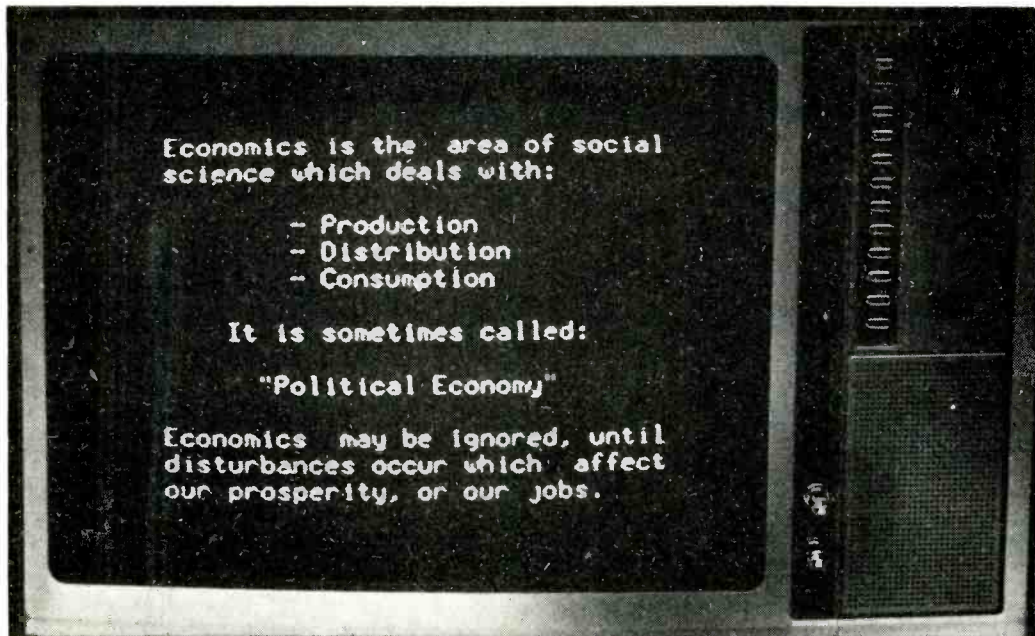 Economics is the area of social
science which deals with:
- Production
- Distribution
- Consumption
It is sometimes called:
"Political Economy"
Economics may be ignored, until
disturbances occur which affect
our prosperity, or our jobs.